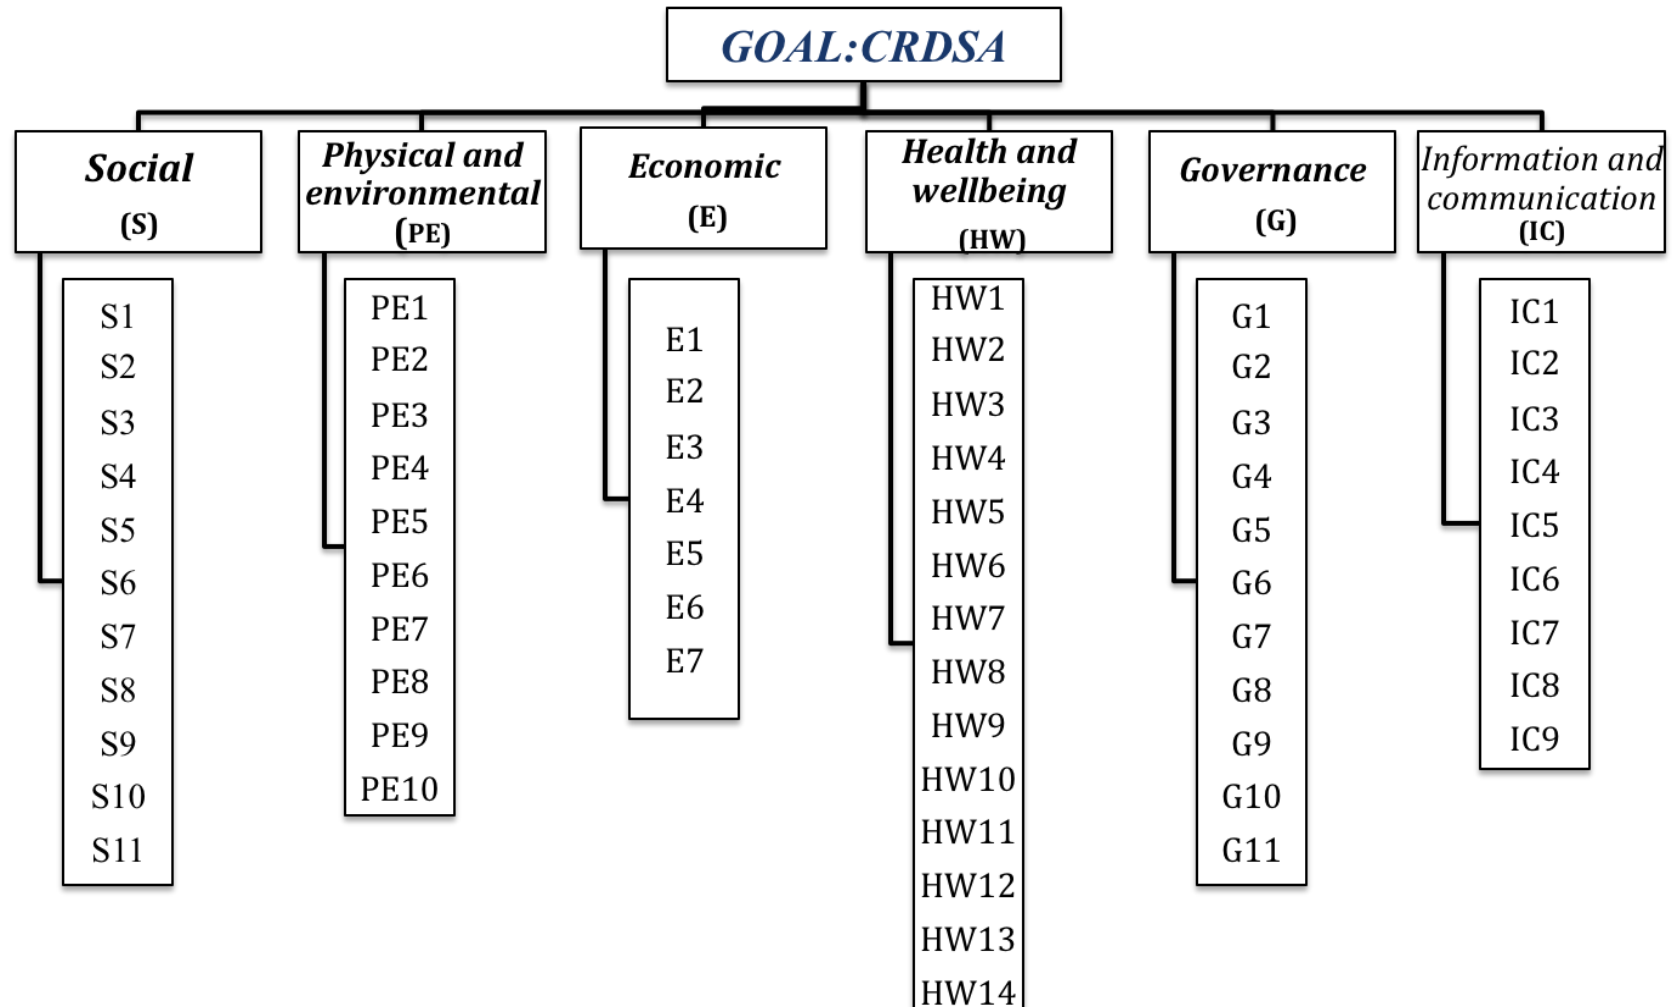 GOAL:CRDSA
Social
(S)
Physical and
environmental
(PE)
Economic
(E)
Health and
wellbeing
(HW)
Governance
(G)
Information and
communication
(IC)
S1
S2
S3
S4
S5
S6
S7
S8
S9
S10
S11
PE1
PE2
PE3
PE4
PE5
PE6
PE7
PE8
PE9
PE10
E1
E2
E3
E4
E5
E6
E7
HW1
HW2
HW3
HW4
HW5
HW6
HW7
HW8
HW9
HW10
HW11
HW12
HW13
HW14
G1
G2
G3
G4
G5
G6
G7
G8
G9
G10
G11
IC1
IC2
IC3
IC4
IC5
IC6
IC7
IC8
IC9